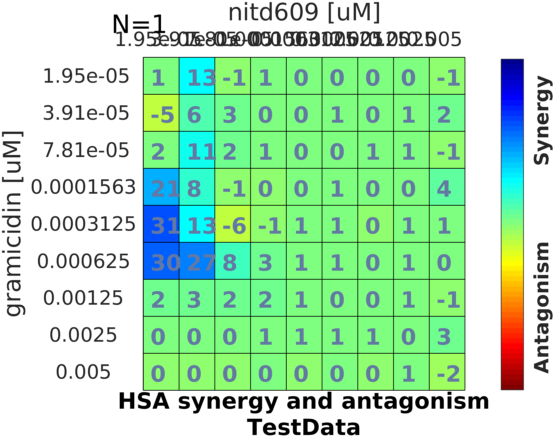 nitd609 [uM]
N=1
1.95e-05
1 13 -1 1 0 0 0 0 -1
3.91e-05
-5 6 3 0 0 1 0 1 2
7.81e-05
2 11 2 1 0 0 1 1 -1
0.0001563
21 8 -1 0 0 1 0 0 4
0.0003125
31 13 -6 -1 1 1 0 1 1
0.000625
30 27 8 3 1 1 0 1 0
0.00125
2 3 2 2 1 0 0 1 -1
0.0025
0 0 0 1 1 1 1 0 3
0.005
0 0 0 0 0 0 0 1 -2
gramicidin [uM]
Synergy
Antagonism
HSA synergy and antagonism
TestData